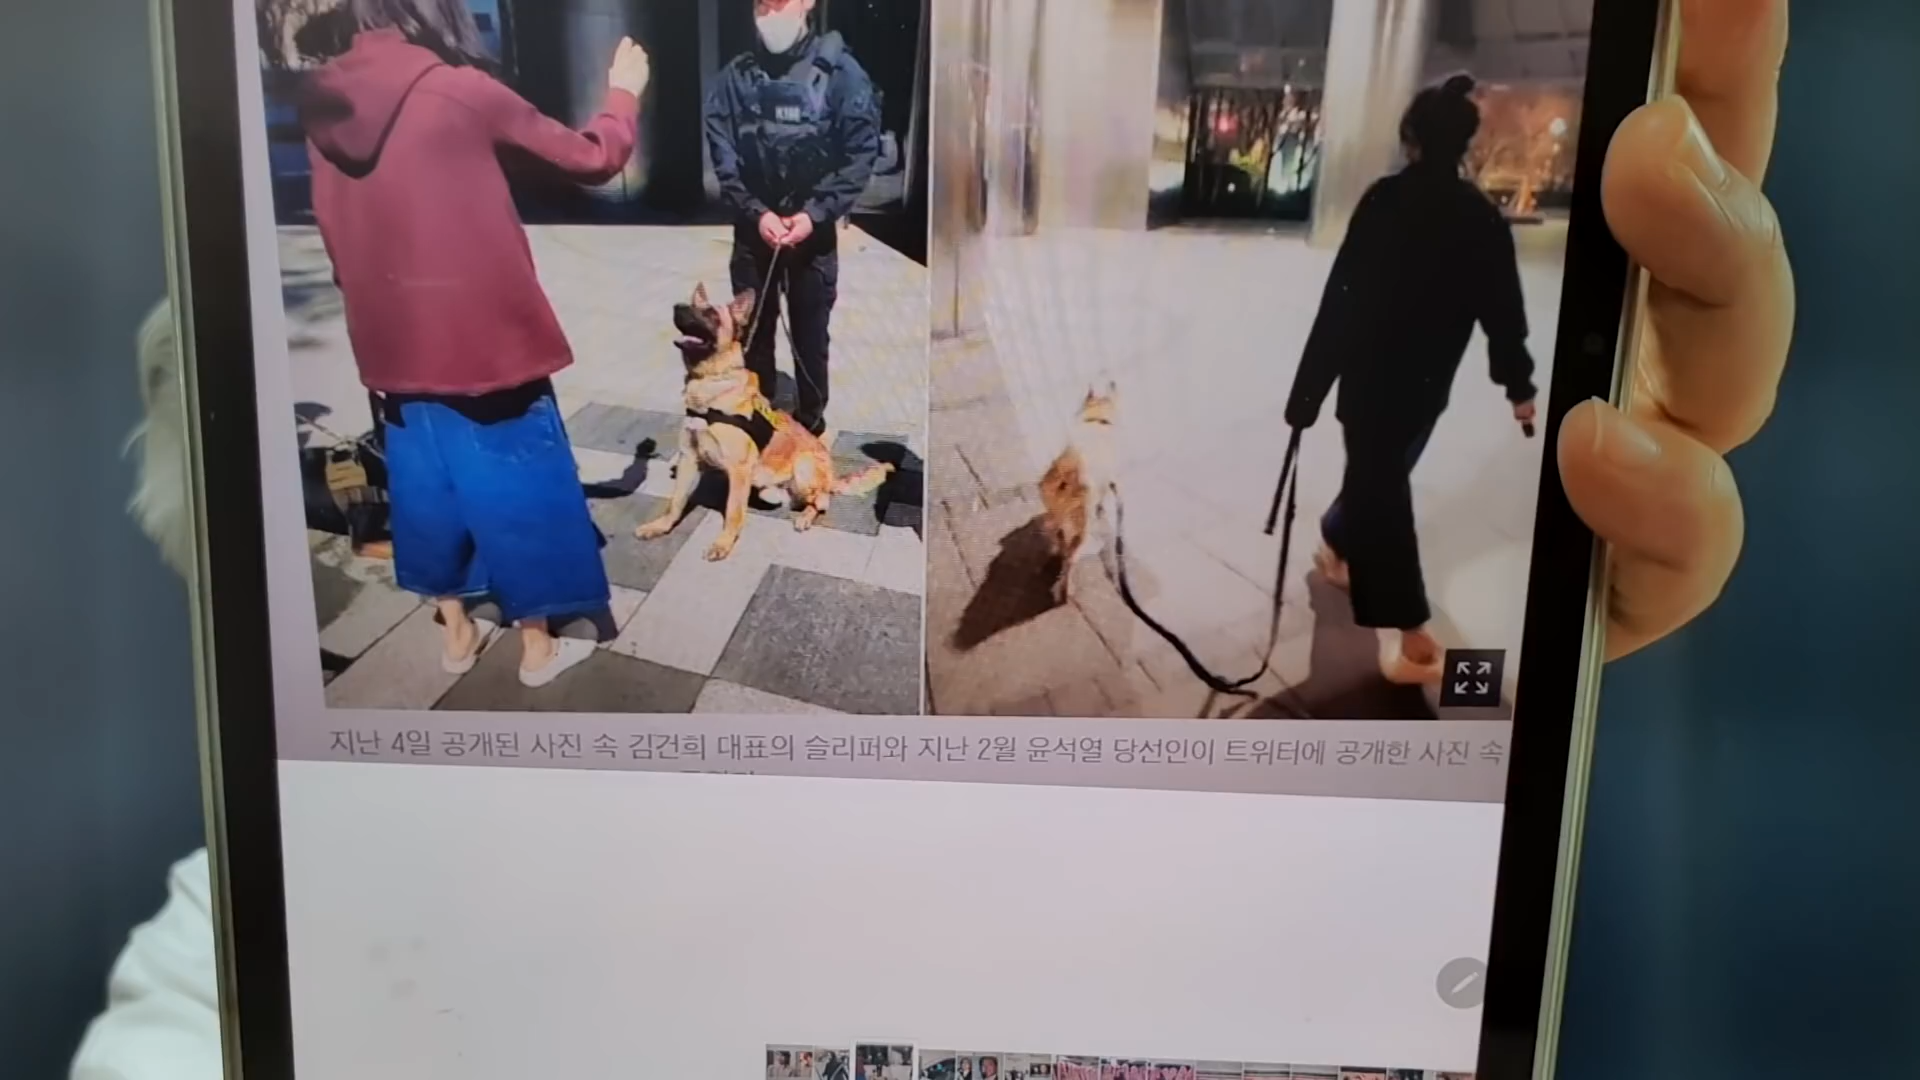 지난 4일 공개된 사진 속 김건희 대표의 슬리퍼와 지난 2월 윤석열 당선인이 트위터에 공개한 사진 속